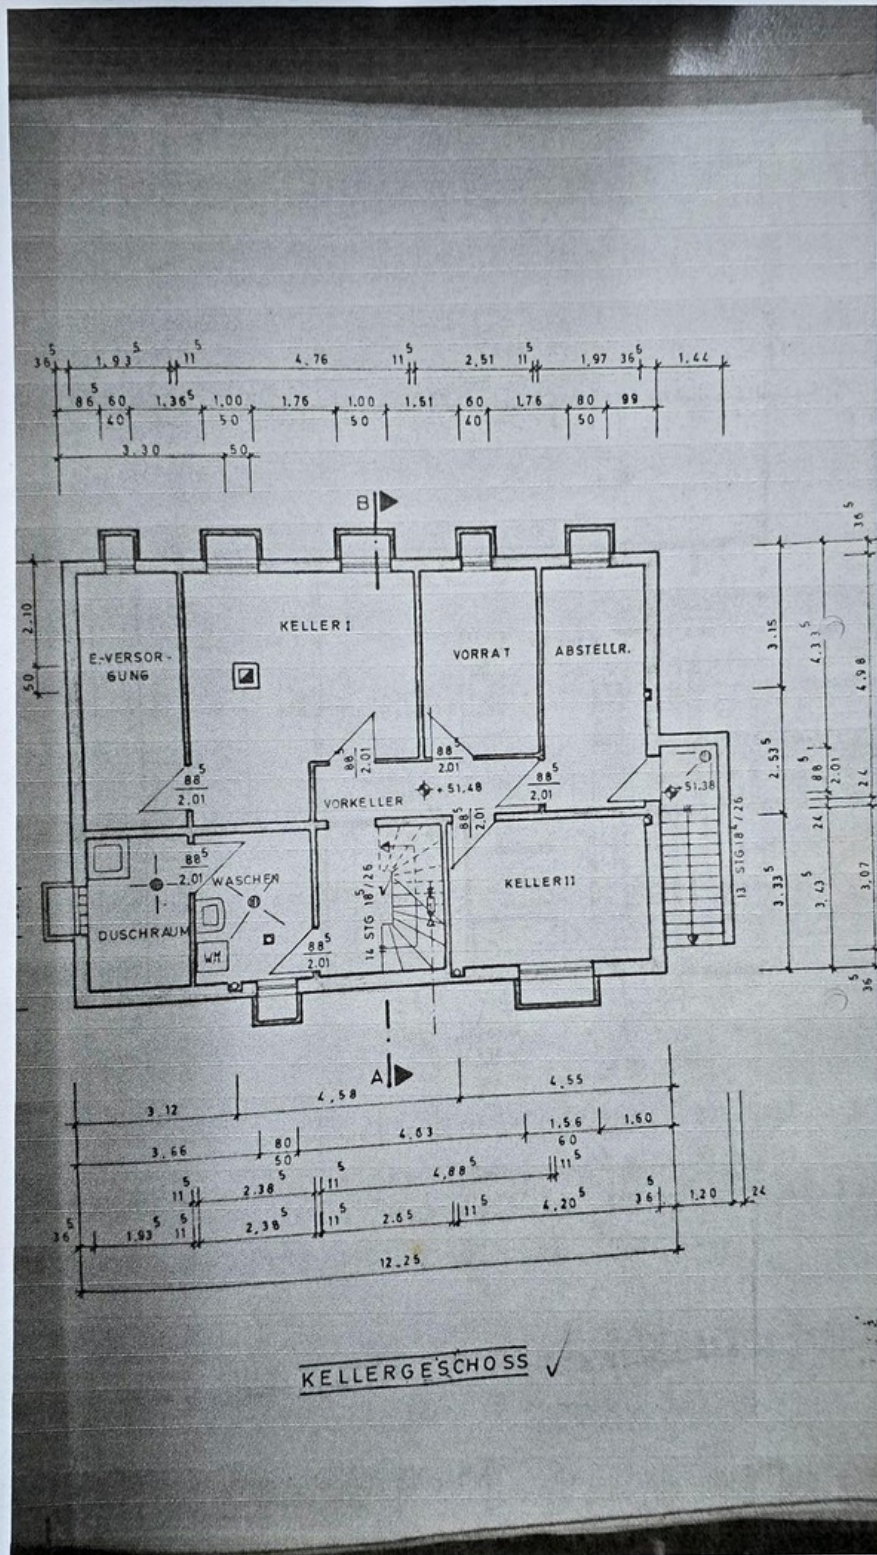 36⁵ 1,93⁵ 11⁵ 4.76 11⁵ 2,51 11⁵ 1,97 36⁵ 1,44
86⁵ 60 1,36⁵ 1.00 1.76 1.00 1,51 60 1,76 80 99
40 50 50 40 50
3.30 50
B
2.10
50
E-VERSOR-
GUNG
KELLER I
VORRAT
ABSTELLR.
88⁵
2.01
88⁵
2.01
88⁵
2.01
88⁵
2.01
VORKELLER
+ 51,48
+ 51.38
88⁵
2.01
88⁵
2.01
WASCHEN
DUSCHRAUM
WM
88⁵
2.01
14 STG 18⁵/26
KELLER II
13 STG 18⁴/26
3.15
2.53⁵
3.33⁵
4.33⁵
88⁵
2.01
24
3,43⁵
36⁵
4.98
24
3,07
36⁵
A
3.12 4,58 4.55
3.66 80 4.63 1.56 1.60
50 60
11⁵ 2.38⁵ 11⁵ 4,88⁵ 11⁵
36⁵ 1,93⁵ 11⁵ 2,38⁵ 11⁵ 2.65 11⁵ 4,20⁵ 36⁵ 1,20 24
12.25
KELLERGESCHOSS